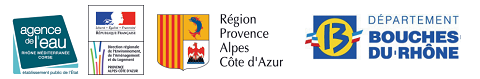 agence
de l'eau
RHÔNE MÉDITERRANÉE
CORSE
établissement public de l'État
Liberté • Égalité • Fraternité
RÉPUBLIQUE FRANÇAISE
Direction régionale
de l'Environnement,
de l'Aménagement
et du Logement
PROVENCE
ALPES-CÔTE D'AZUR
Région
Provence
Alpes
Côte d'Azur
DÉPARTEMENT
BOUCHES
DU RHÔNE